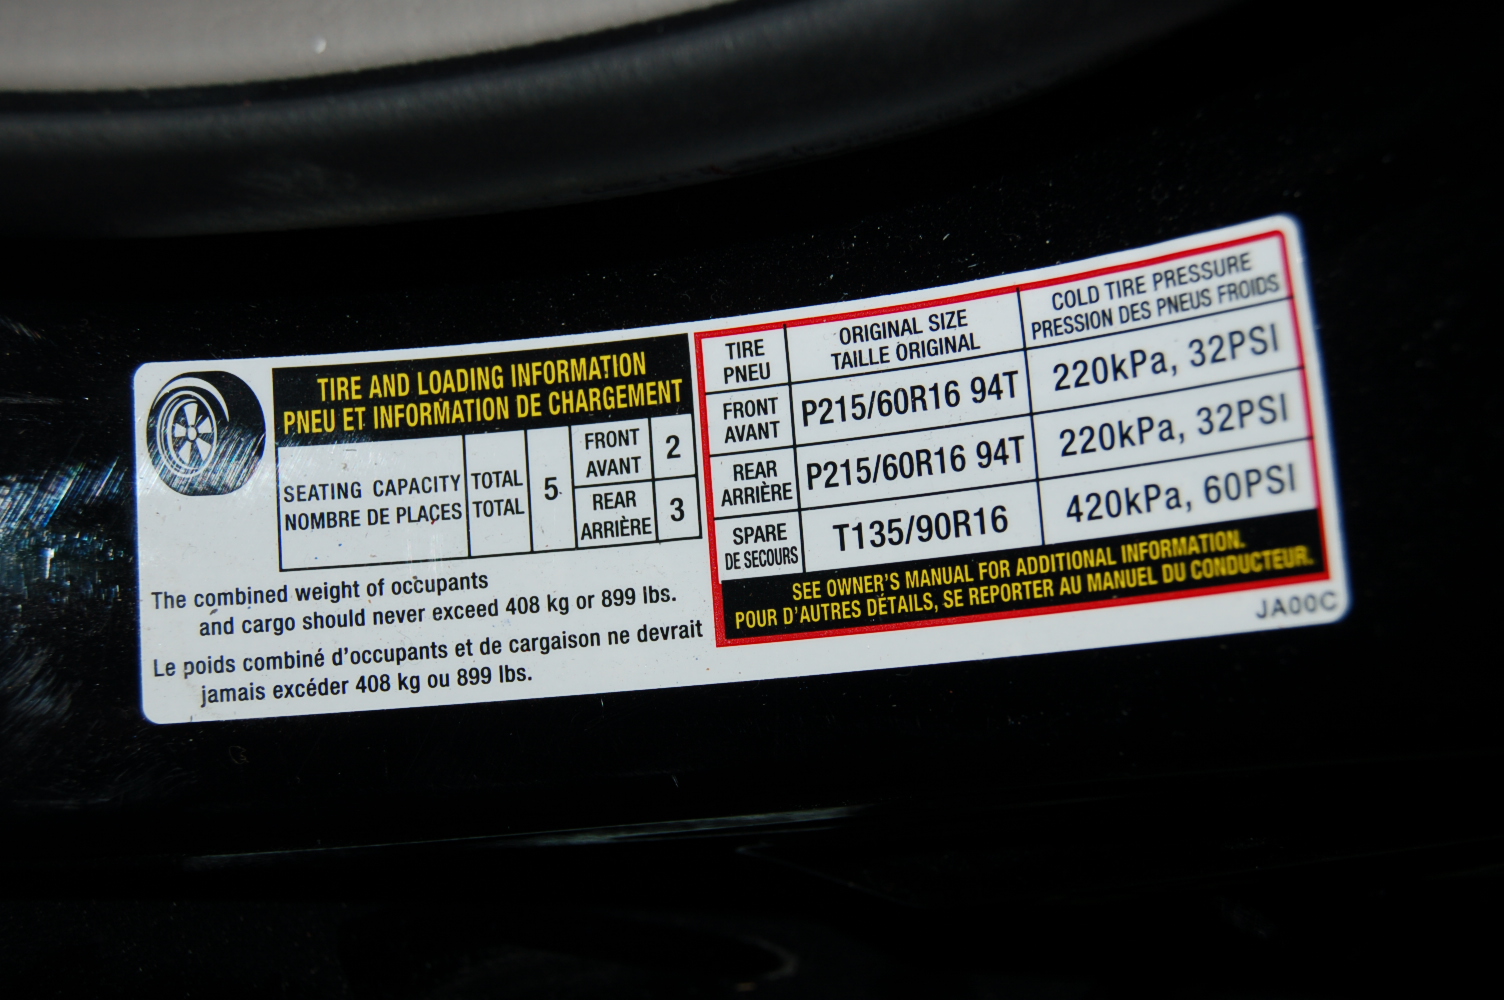 TIRE AND LOADING INFORMATION
PNEU ET INFORMATION DE CHARGEMENT
SEATING CAPACITY
NOMBRE DE PLACES
TOTAL
TOTAL
5
FRONT
AVANT
2
REAR
ARRIÈRE
3
The combined weight of occupants
and cargo should never exceed 408 kg or 899 lbs.
Le poids combiné d'occupants et de cargaison ne devrait
jamais excéder 408 kg ou 899 lbs.
TIRE
PNEU
ORIGINAL SIZE
TAILLE ORIGINAL
COLD TIRE PRESSURE
PRESSION DES PNEUS FROIDS
FRONT
AVANT
P215/60R16 94T
220kPa, 32PSI
REAR
ARRIÈRE
P215/60R16 94T
220kPa, 32PSI
SPARE
DE SECOURS
T135/90R16
420kPa, 60PSI
SEE OWNER'S MANUAL FOR ADDITIONAL INFORMATION.
POUR D'AUTRES DÉTAILS, SE REPORTER AU MANUEL DU CONDUCTEUR.
JA00C